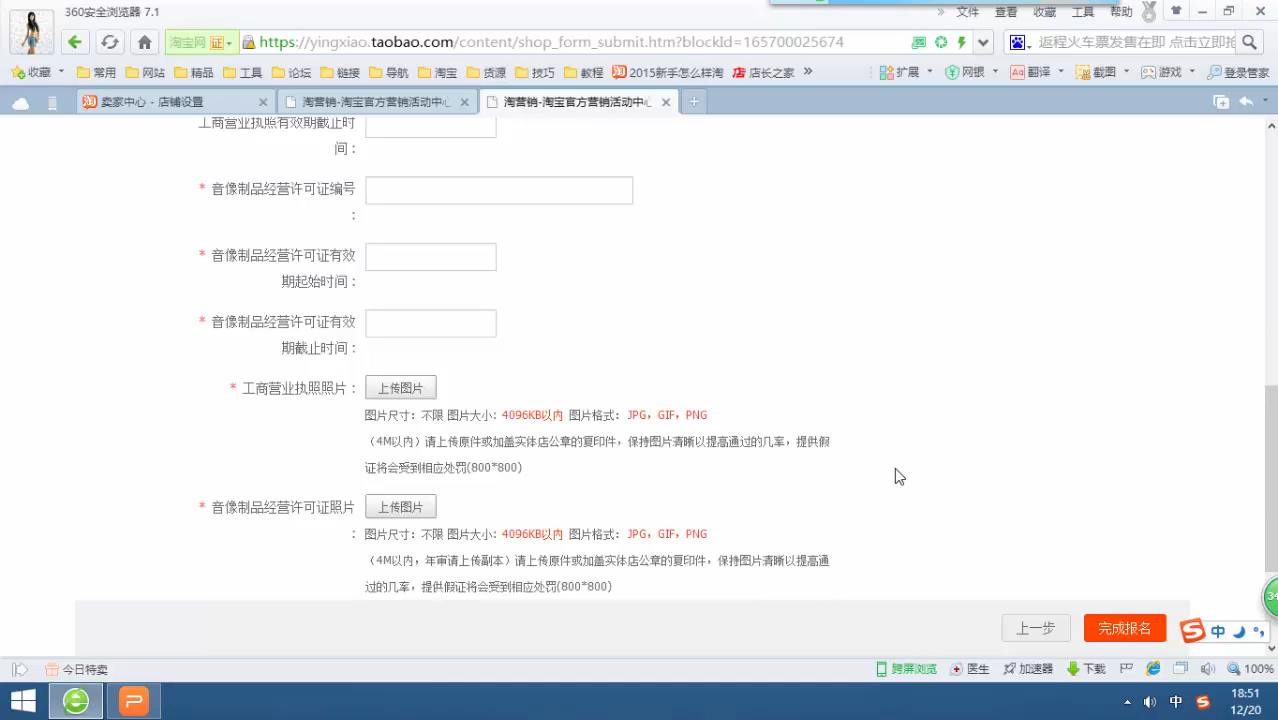 360安全浏览器 7.1
» 文件 查看 收藏 工具 帮助
淘宝网 证 https://yingxiao.taobao.com/content/shop_form_submit.htm?blockId=165700025674 返程火车票发售在即 点击立即抢
收藏 常用 网站 精品 工具 论坛 链接 导航 淘宝 货源 技巧 教程 2015新手怎么样淘 店长之家 » 扩展 网银 翻译 截图 游戏 登录管家
卖家中心 - 店铺设置 淘营销-淘宝官方营销活动中心 淘营销-淘宝官方营销活动中心
工商营业执照有效期截止时
间：
* 音像制品经营许可证编号
：
* 音像制品经营许可证有效
期起始时间：
* 音像制品经营许可证有效
期截止时间：
* 工商营业执照照片： 上传图片
图片尺寸：不限 图片大小: 4096KB以内 图片格式：JPG，GIF，PNG
（4M以内）请上传原件或加盖实体店公章的复印件，保持图片清晰以提高通过的几率，提供假
证将会受到相应处罚(800*800)
* 音像制品经营许可证照片 上传图片
： 图片尺寸：不限 图片大小: 4096KB以内 图片格式：JPG，GIF，PNG
（4M以内，年审请上传副本）请上传原件或加盖实体店公章的复印件，保持图片清晰以提高通
过的几率，提供假证将会受到相应处罚(800*800)
上一步 完成报名
中
今日特卖 跨屏浏览 医生 加速器 下载 100%
中 18:51
12/20